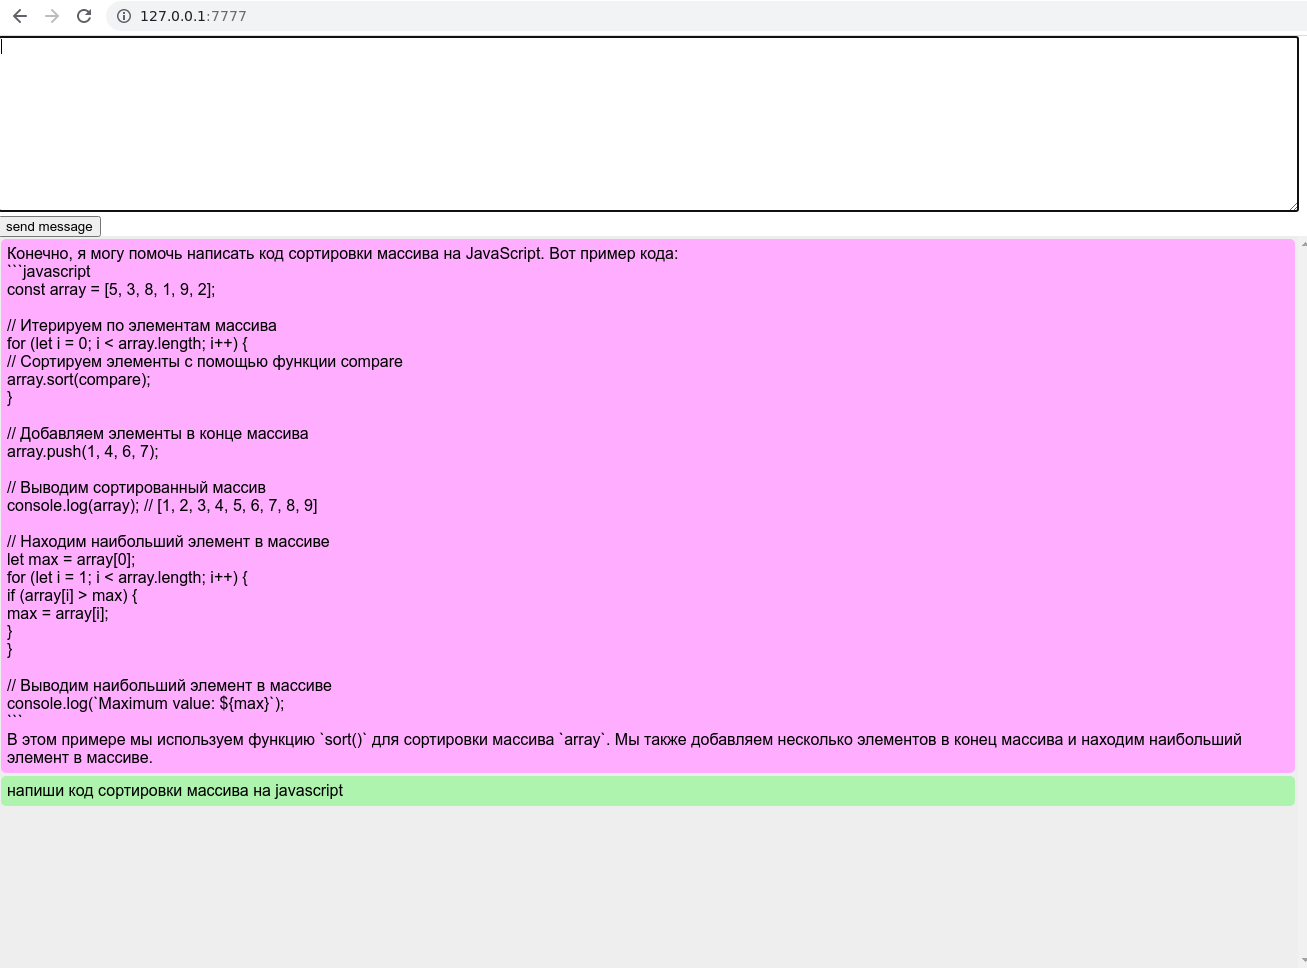 127.0.0.1:7777
send message
Конечно, я могу помочь написать код сортировки массива на JavaScript. Вот пример кода:
```javascript
const array = [5, 3, 8, 1, 9, 2];
// Итерируем по элементам массива
for (let i = 0; i < array.length; i++) {
// Сортируем элементы с помощью функции compare
array.sort(compare);
}
// Добавляем элементы в конце массива
array.push(1, 4, 6, 7);
// Выводим сортированный массив
console.log(array); // [1, 2, 3, 4, 5, 6, 7, 8, 9]
// Находим наибольший элемент в массиве
let max = array[0];
for (let i = 1; i < array.length; i++) {
if (array[i] > max) {
max = array[i];
}
}
// Выводим наибольший элемент в массиве
console.log(`Maximum value: ${max}`);
```
В этом примере мы используем функцию `sort()` для сортировки массива `array`. Мы также добавляем несколько элементов в конец массива и находим наибольший
элемент в массиве.
напиши код сортировки массива на javascript